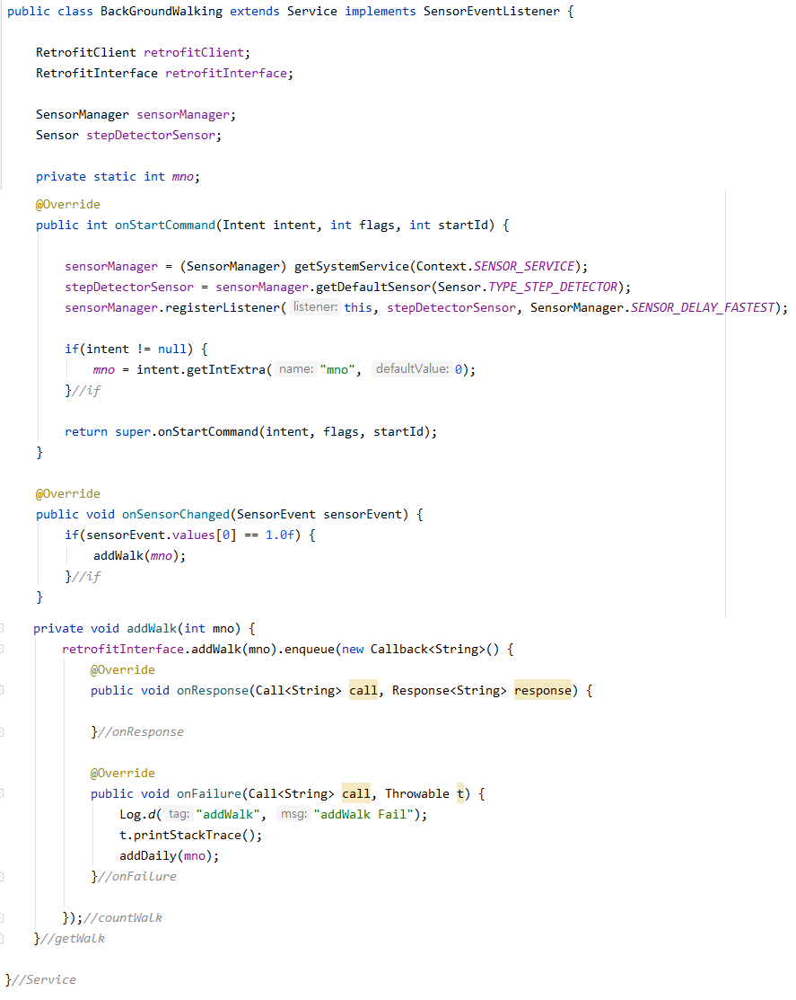 public class BackGroundWalking extends Service implements SensorEventListener {
RetrofitClient retrofitClient;
RetrofitInterface retrofitInterface;
SensorManager sensorManager;
Sensor stepDetectorSensor;
private static int mno;
@Override
public int onStartCommand(Intent intent, int flags, int startId) {
sensorManager = (SensorManager) getSystemService(Context.SENSOR_SERVICE);
stepDetectorSensor = sensorManager.getDefaultSensor(Sensor.TYPE_STEP_DETECTOR);
sensorManager.registerListener( listener: this, stepDetectorSensor, SensorManager.SENSOR_DELAY_FASTEST);
if(intent != null) {
mno = intent.getIntExtra( name: "mno", defaultValue: 0);
}//if
return super.onStartCommand(intent, flags, startId);
}
@Override
public void onSensorChanged(SensorEvent sensorEvent) {
if(sensorEvent.values[0] == 1.0f) {
addWalk(mno);
}//if
}
private void addWalk(int mno) {
retrofitInterface.addWalk(mno).enqueue(new Callback<String>() {
@Override
public void onResponse(Call<String> call, Response<String> response) {
}//onResponse
@Override
public void onFailure(Call<String> call, Throwable t) {
Log.d( tag: "addWalk", msg: "addWalk Fail");
t.printStackTrace();
addDaily(mno);
}//onFailure
});//countWalk
}//getWalk
}//Service